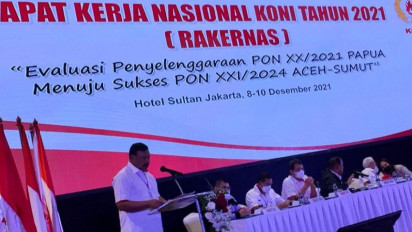 APAT KERJA NASIONAL KONI TAHUN 2021
( RAKERNAS )
“Evaluasi Penyelenggaraan PON XX/2021 PAPUA
Menuju Sukses PON XXI/2024 ACEH-SUMUT“
Hotel Sultan Jakarta, 8-10 Desember 2021